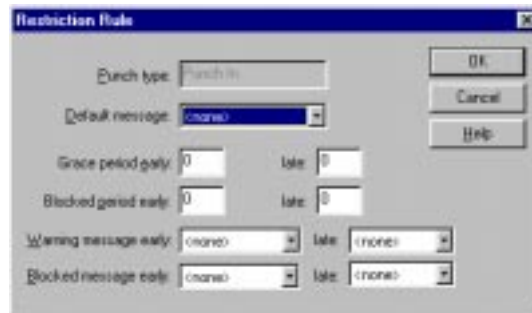 Restriction Rule
Punch type: Punch In
OK
Default message: <none>
Cancel
Help
Grace period early: 0 late: 0
Blocked period early: 0 late: 0
Warning message early: <none> late: <none>
Blocked message early: <none> late: <none>